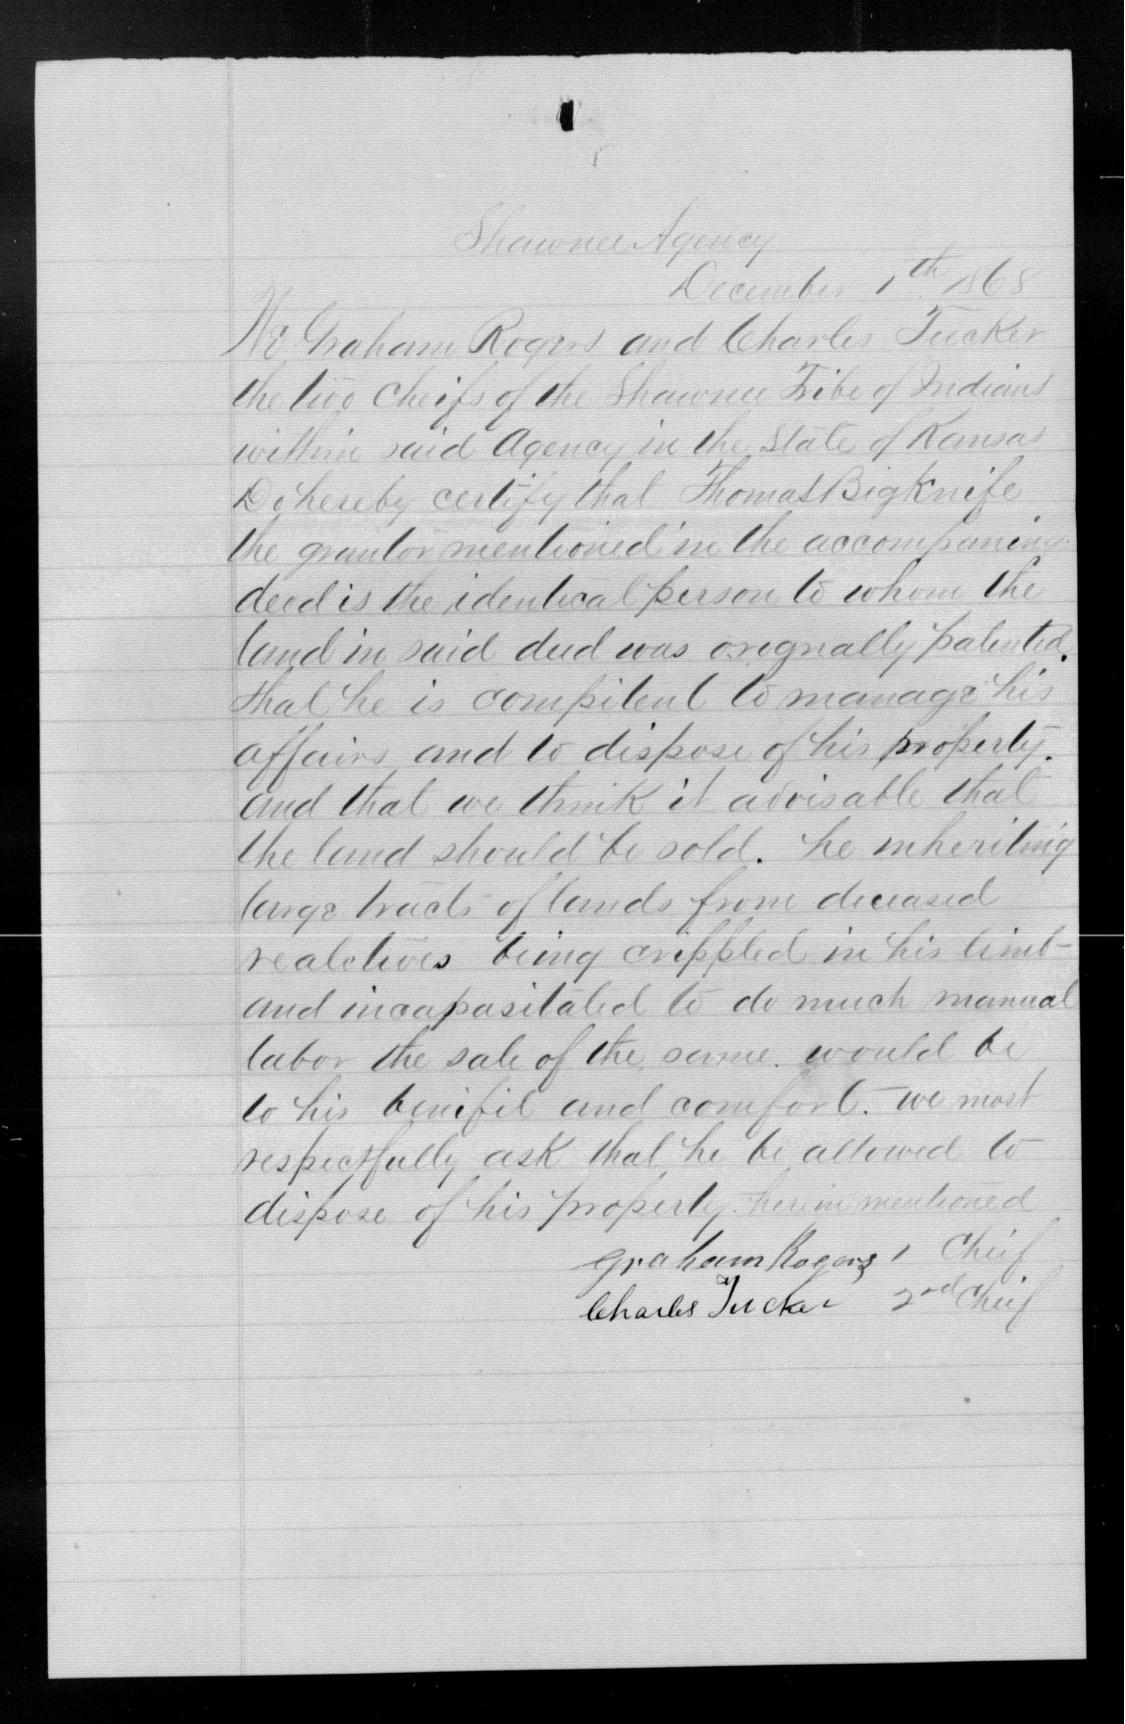 Shawnee Agency
December 1th 1868
We Graham Rogers and Charles Tucker
the two cheifs of the Shawnee Tribe of Indians
within said Agency in the State of Kansas
Do hereby certify that Thomas Bigknife
the grantor mentioned in the accompaning
deed is the identical person to whom the
land in said deed was oregnally patented.
that he is compitent to manage his
affairs and to dispose of his property.
and that we think it advisable that
the land should be sold. he inheriting
large tracts of lands from deceased
realetives being crippled in his limb
and incapasitated to do much manual
labor the sale of the same. would be
to his benifit and comfort. we most
respectfully ask that he be allowed to
dispose of his property. herein mentioned
Graham Rogers 1 Cheif
Charles Tucker 2nd Cheif